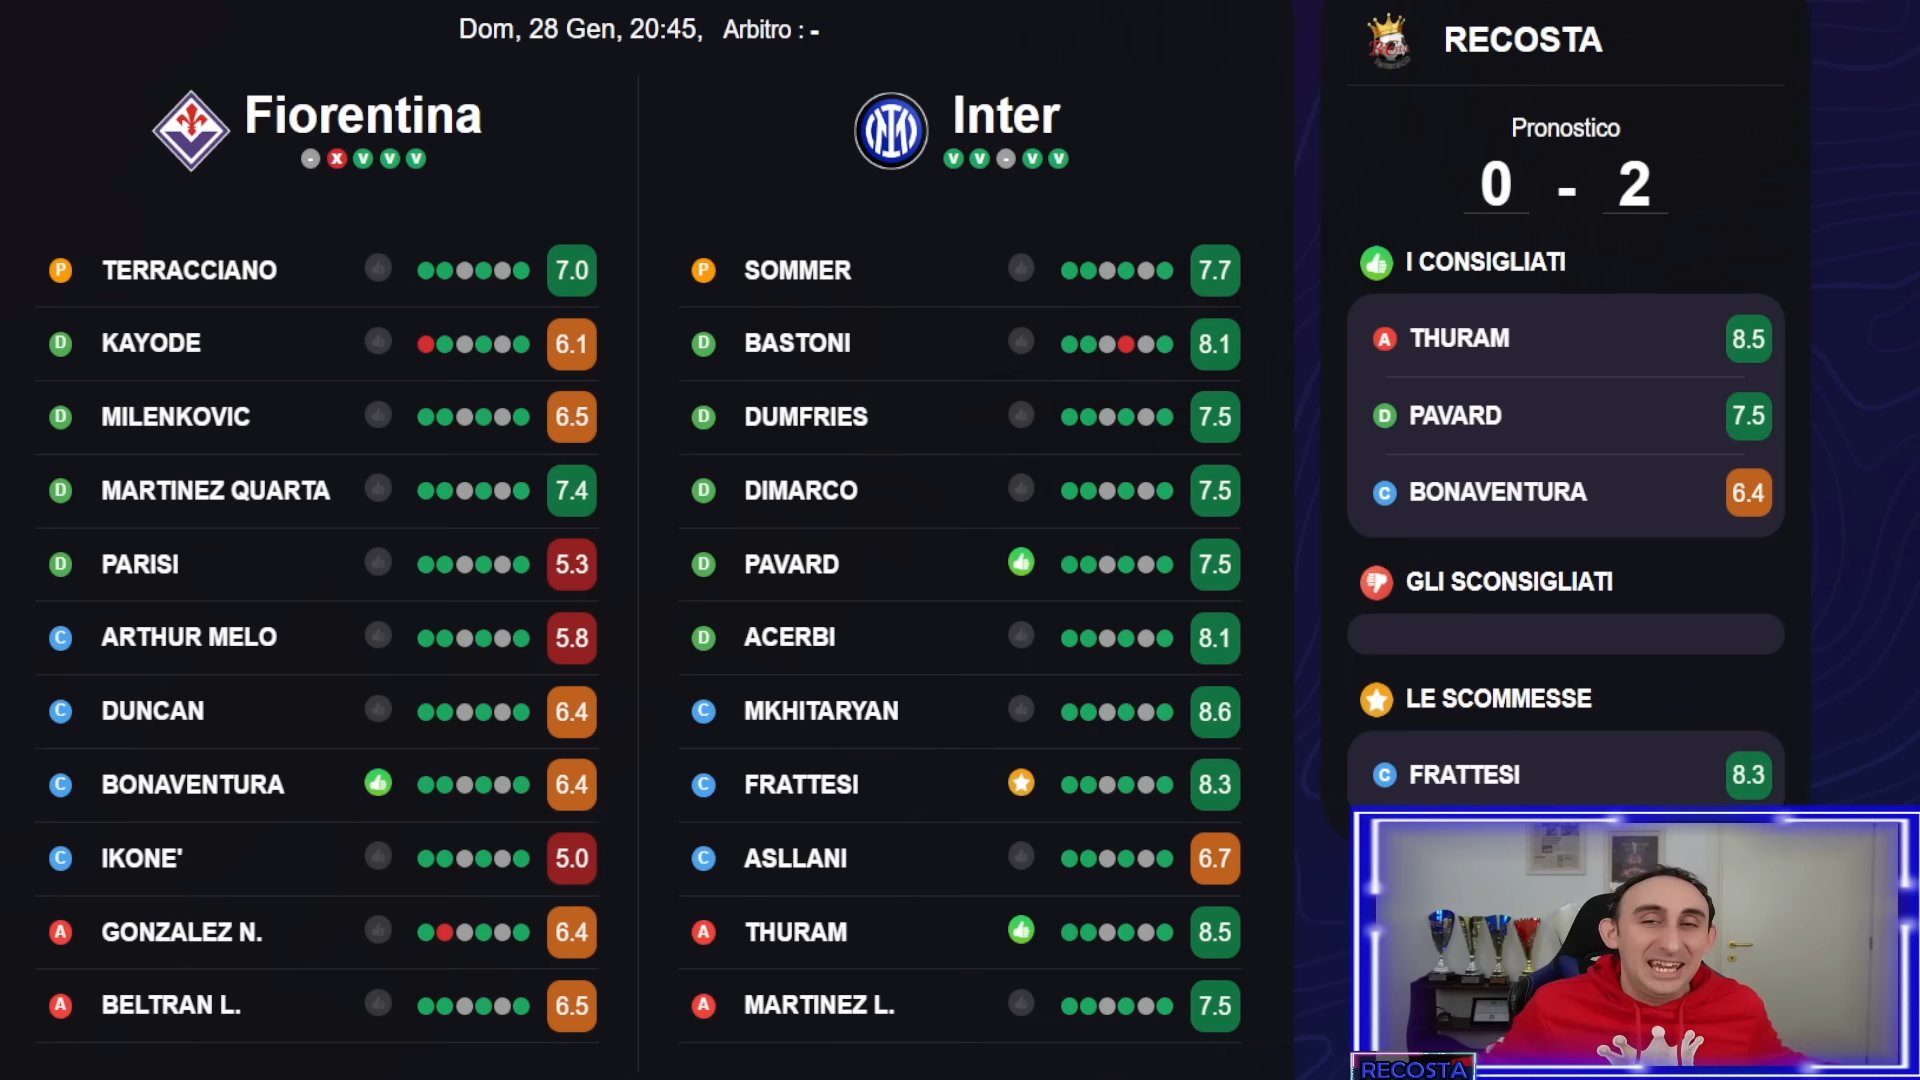 Dom, 28 Gen, 20:45, Arbitro : -
Fiorentina
- X V V V
P TERRACCIANO 7.0
D KAYODE 6.1
D MILENKOVIC 6.5
D MARTINEZ QUARTA 7.4
D PARISI 5.3
C ARTHUR MELO 5.8
C DUNCAN 6.4
C BONAVENTURA 6.4
C IKONE' 5.0
A GONZALEZ N. 6.4
A BELTRAN L. 6.5
Inter
V V - V V
P SOMMER 7.7
D BASTONI 8.1
D DUMFRIES 7.5
D DIMARCO 7.5
D PAVARD 7.5
D ACERBI 8.1
C MKHITARYAN 8.6
C FRATTESI 8.3
C ASLLANI 6.7
A THURAM 8.5
A MARTINEZ L. 7.5
RECOSTA
Pronostico
0 - 2
I CONSIGLIATI
A THURAM 8.5
D PAVARD 7.5
C BONAVENTURA 6.4
GLI SCONSIGLIATI
LE SCOMMESSE
C FRATTESI 8.3
RECOSTA